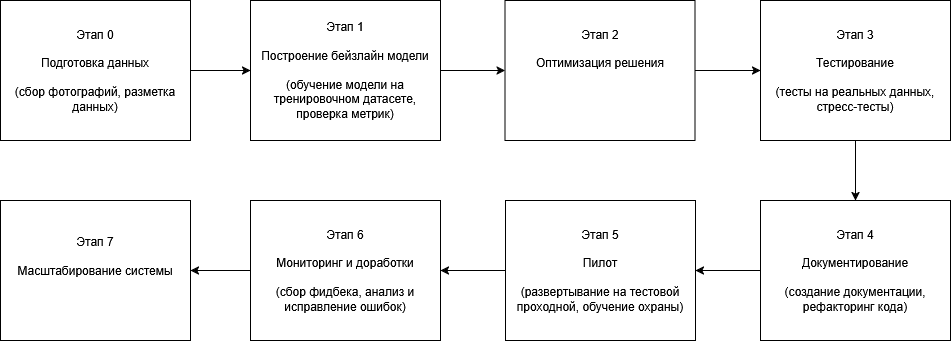 Этап 0
Подготовка данных
(сбор фотографий, разметка
данных)
Этап 1
Построение бейзлайн модели
(обучение модели на
тренировочном датасете,
проверка метрик)
Этап 2
Оптимизация решения
Этап 3
Тестирование
(тесты на реальных данных,
стресс-тесты)
Этап 4
Документирование
(создание документации,
рефакторинг кода)
Этап 5
Пилот
(развертывание на тестовой
проходной, обучение охраны)
Этап 6
Мониторинг и доработки
(сбор фидбека, анализ и
исправление ошибок)
Этап 7
Масштабирование системы